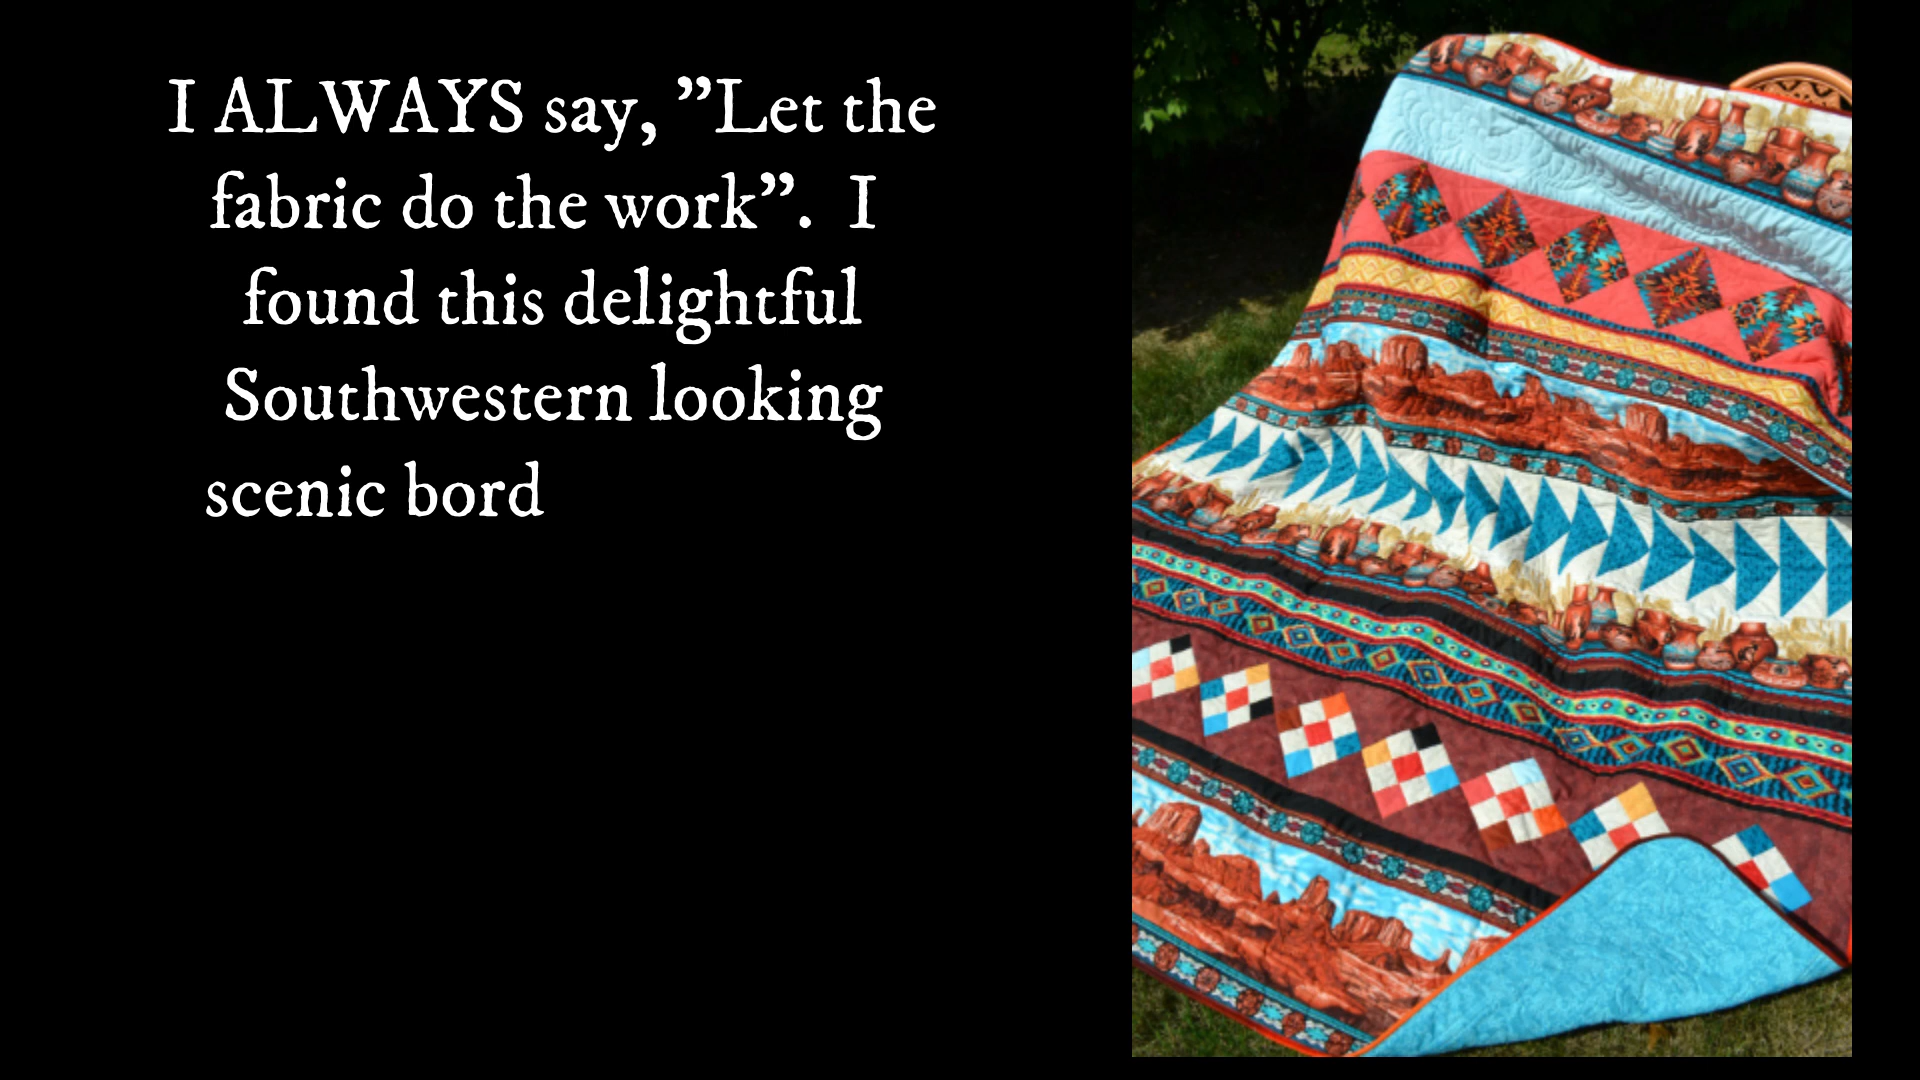 I ALWAYS say, ”Let the
fabric do the work”.  I
found this delightful
Southwestern looking
scenic bord